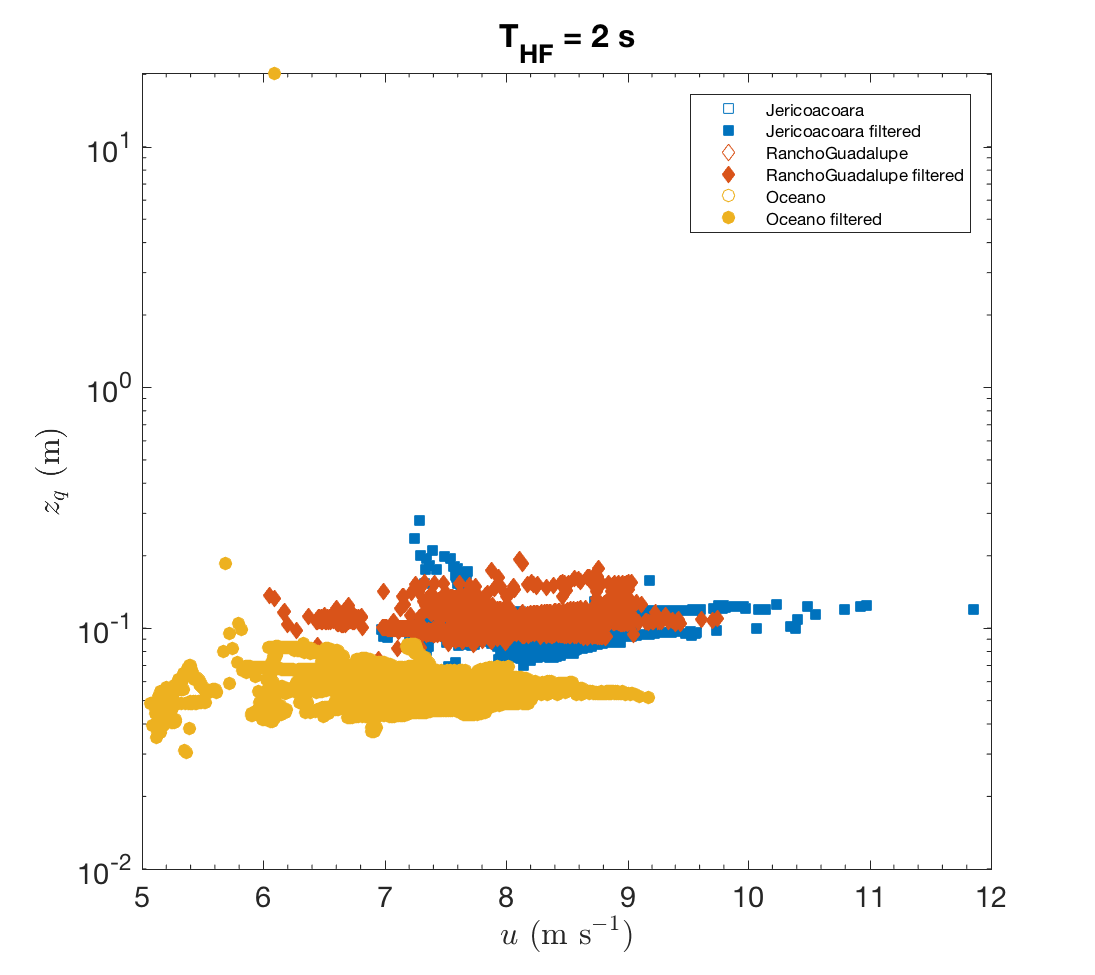 T_HF = 2 s
Jericoacoara
Jericoacoara filtered
RanchoGuadalupe
RanchoGuadalupe filtered
Oceano
Oceano filtered
z_q (m)
10^1
10^0
10^-1
10^-2
5 6 7 8 9 10 11 12
u (m s^−1)